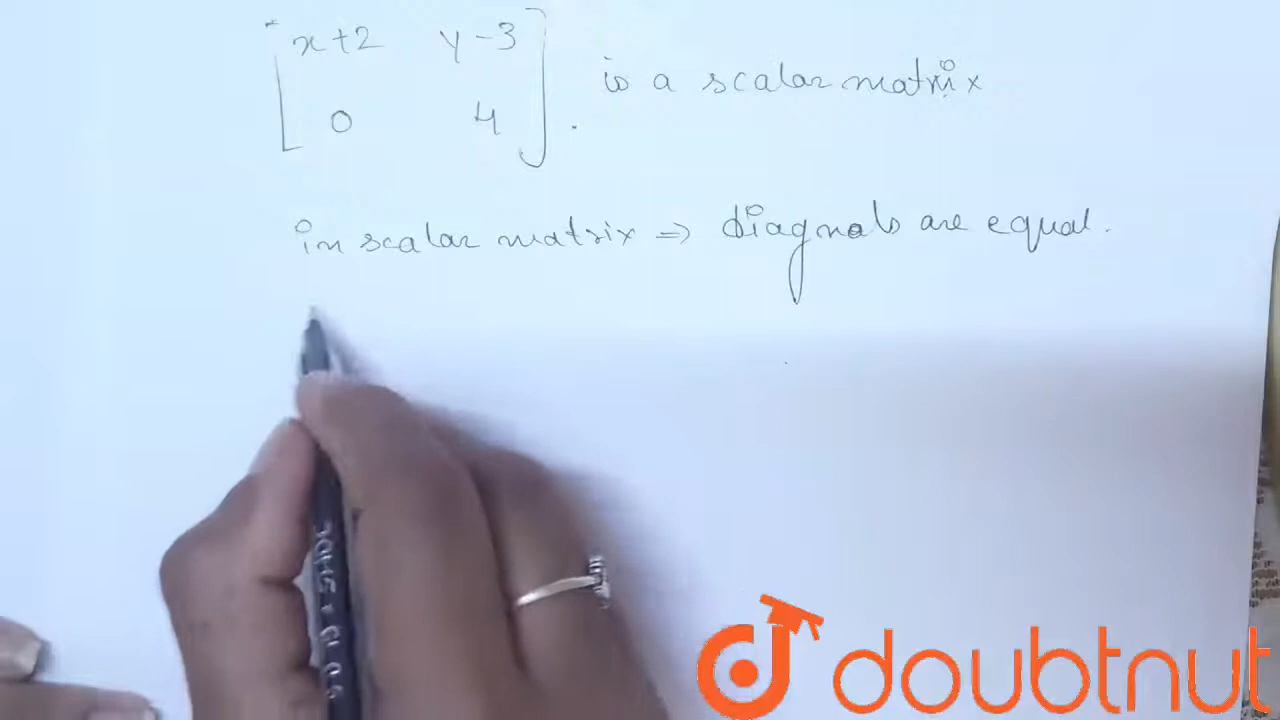 x+2 y-3
0 4
is a scalar matrix
in scalar matrix ⇒ diagnals are equal.
doubtnut